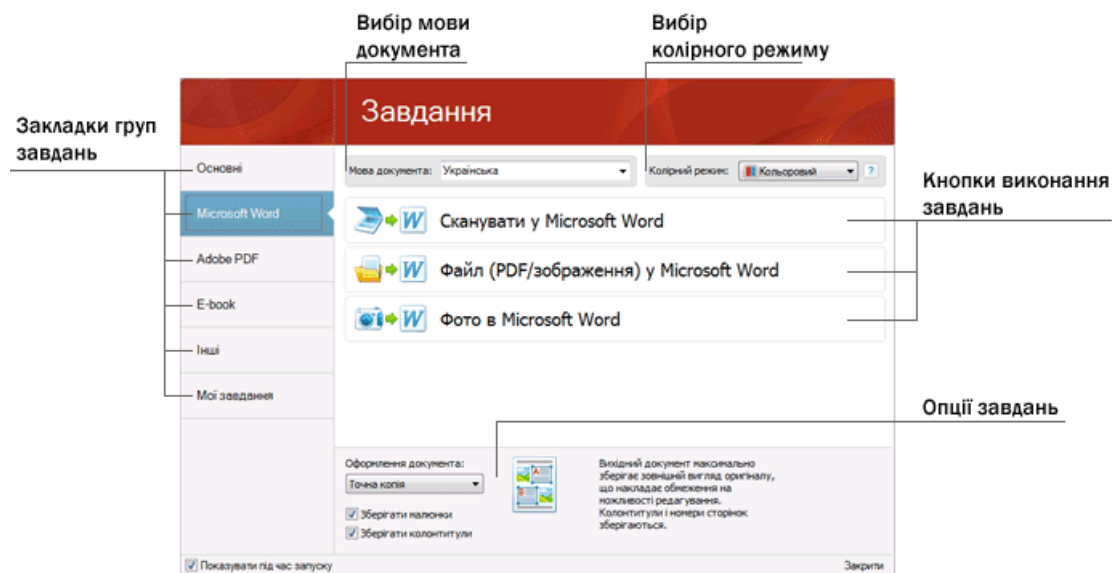 Вибір мови
документа
Вибір
колірного режиму
Закладки груп
завдань
Завдання
Основні
Microsoft Word
Adobe PDF
E-book
Інші
Мої завдання
Мова документа: Українська
Колірний режим: Кольоровий ?
Кнопки виконання
завдань
Сканувати у Microsoft Word
Файл (PDF/зображення) у Microsoft Word
Фото в Microsoft Word
Опції завдань
Оформлення документа:
Точна копія
Зберігати малюнки
Зберігати колонтитули
Вихідний документ максимально
зберігає зовнішній вигляд оригіналу,
що накладає обмеження на
можливості редагування.
Колонтитули і номери сторінок
зберігаються.
Показувати під час запуску
Закрити